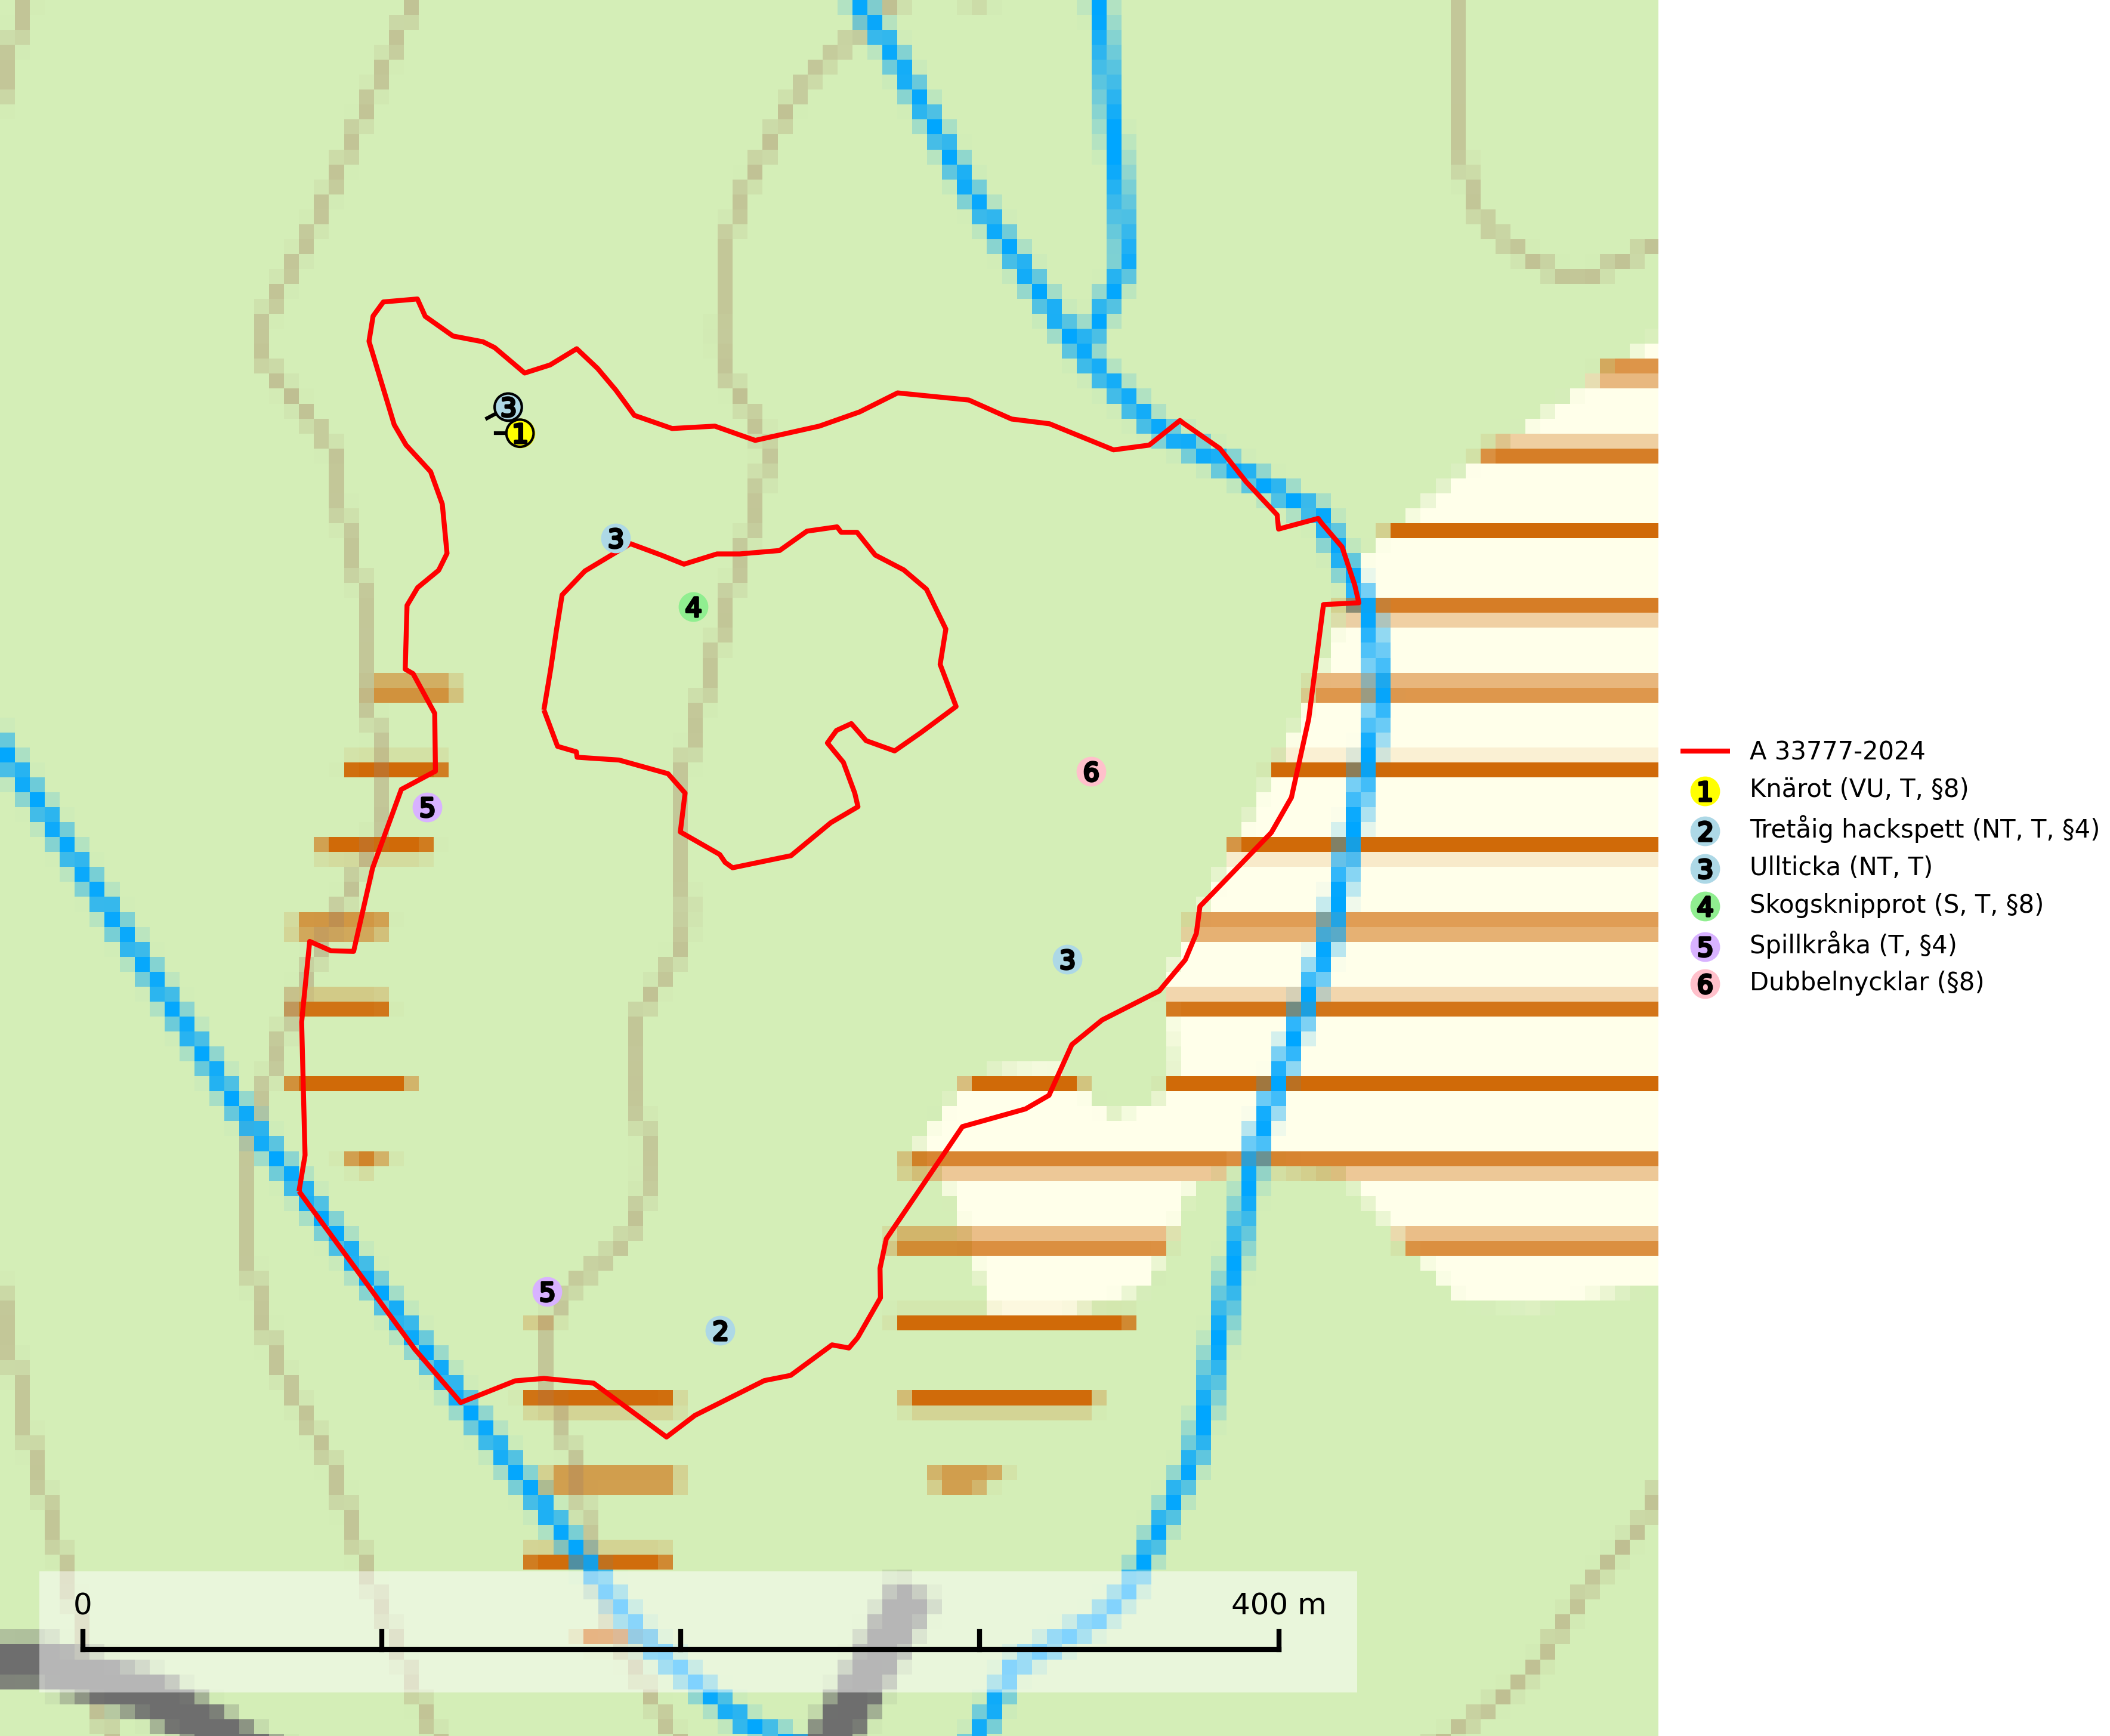 3
1
3
4
6
5
3
5
2
0
400 m
A 33777-2024
1 Knärot (VU, T, §8)
2 Tretåig hackspett (NT, T, §4)
3 Ullticka (NT, T)
4 Skogsknipprot (S, T, §8)
5 Spillkråka (T, §4)
6 Dubbelnycklar (§8)